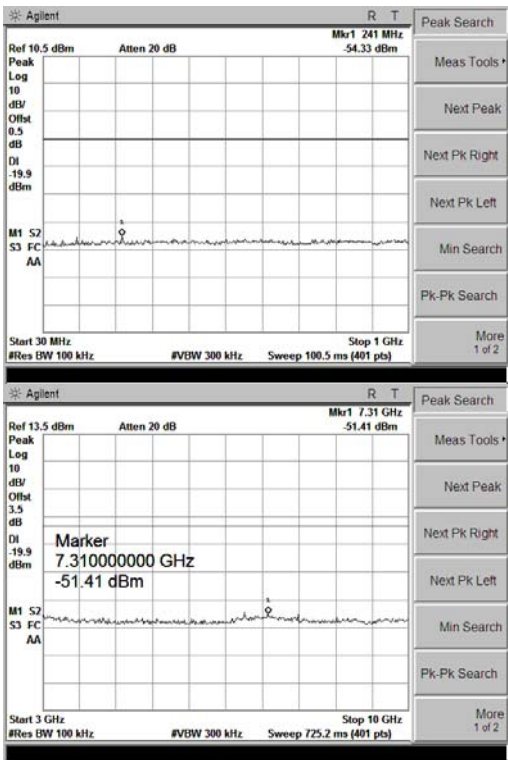 Agilent R T
Mkr1 241 MHz
Ref 10.5 dBm Atten 20 dB -54.33 dBm
Peak
Log
10
dB/
Offst
0.5
dB
DI
-19.9
dBm
M1 S2
S3 FC
AA
1
Start 30 MHz Stop 1 GHz
#Res BW 100 kHz #VBW 300 kHz Sweep 100.5 ms (401 pts)
Peak Search
Meas Tools
Next Peak
Next Pk Right
Next Pk Left
Min Search
Pk-Pk Search
More
1 of 2
Agilent R T
Mkr1 7.31 GHz
Ref 13.5 dBm Atten 20 dB -51.41 dBm
Peak
Log
10
dB/
Offst
3.5
dB
DI
-19.9
dBm
Marker
7.310000000 GHz
-51.41 dBm
M1 S2
S3 FC
AA
1
Start 3 GHz Stop 10 GHz
#Res BW 100 kHz #VBW 300 kHz Sweep 725.2 ms (401 pts)
Peak Search
Meas Tools
Next Peak
Next Pk Right
Next Pk Left
Min Search
Pk-Pk Search
More
1 of 2